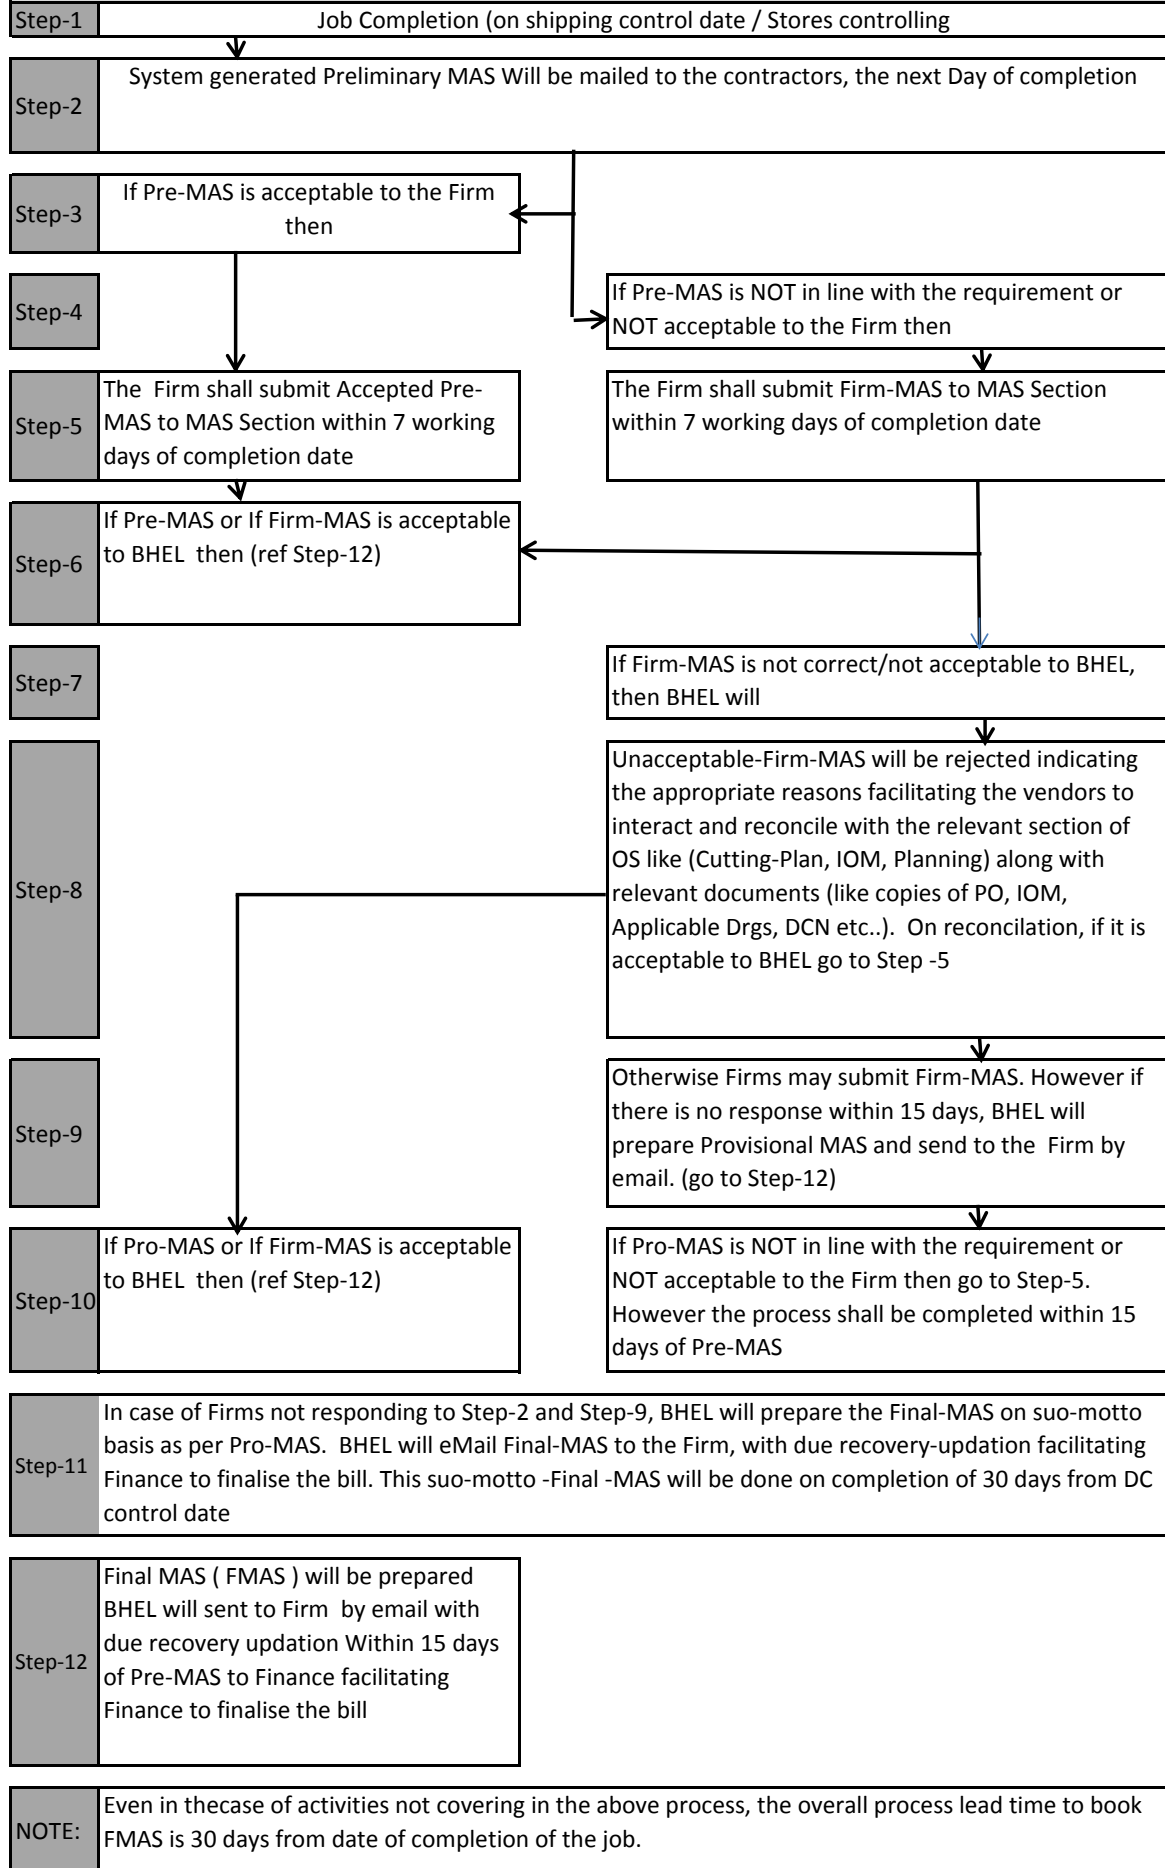 Step-1
Job Completion (on shipping control date / Stores controlling
Step-2
System generated Preliminary MAS Will be mailed to the contractors, the next Day of completion
Step-3
If Pre-MAS is acceptable to the Firm
then
Step-4
If Pre-MAS is NOT in line with the requirement or
NOT acceptable to the Firm then
Step-5
The Firm shall submit Accepted Pre-
MAS to MAS Section within 7 working
days of completion date
The Firm shall submit Firm-MAS to MAS Section
within 7 working days of completion date
Step-6
If Pre-MAS or If Firm-MAS is acceptable
to BHEL then (ref Step-12)
Step-7
If Firm-MAS is not correct/not acceptable to BHEL,
then BHEL will
Step-8
Unacceptable-Firm-MAS will be rejected indicating
the appropriate reasons facilitating the vendors to
interact and reconcile with the relevant section of
OS like (Cutting-Plan, IOM, Planning) along with
relevant documents (like copies of PO, IOM,
Applicable Drgs, DCN etc..). On reconcilation, if it is
acceptable to BHEL go to Step -5
Step-9
Otherwise Firms may submit Firm-MAS. However if
there is no response within 15 days, BHEL will
prepare Provisional MAS and send to the Firm by
email. (go to Step-12)
Step-10
If Pro-MAS or If Firm-MAS is acceptable
to BHEL then (ref Step-12)
If Pro-MAS is NOT in line with the requirement or
NOT acceptable to the Firm then go to Step-5.
However the process shall be completed within 15
days of Pre-MAS
Step-11
In case of Firms not responding to Step-2 and Step-9, BHEL will prepare the Final-MAS on suo-motto
basis as per Pro-MAS. BHEL will eMail Final-MAS to the Firm, with due recovery-updation facilitating
Finance to finalise the bill. This suo-motto -Final -MAS will be done on completion of 30 days from DC
control date
Step-12
Final MAS ( FMAS ) will be prepared
BHEL will sent to Firm by email with
due recovery updation Within 15 days
of Pre-MAS to Finance facilitating
Finance to finalise the bill
NOTE:
Even in thecase of activities not covering in the above process, the overall process lead time to book
FMAS is 30 days from date of completion of the job.